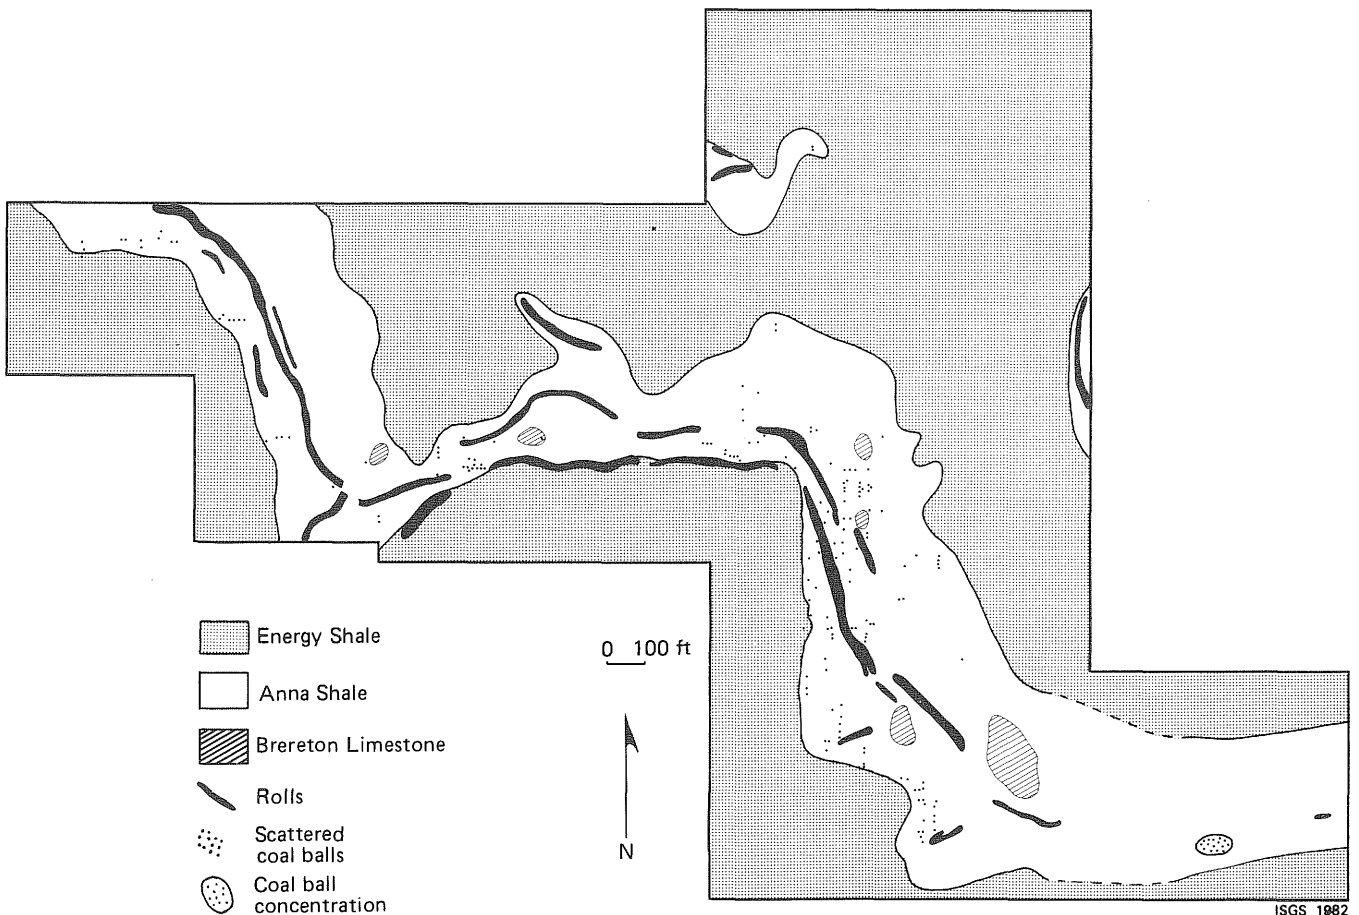 Energy Shale
Anna Shale
Brereton Limestone
Rolls
Scattered
coal balls
Coal ball
concentration
0 100 ft
N
ISGS 1982